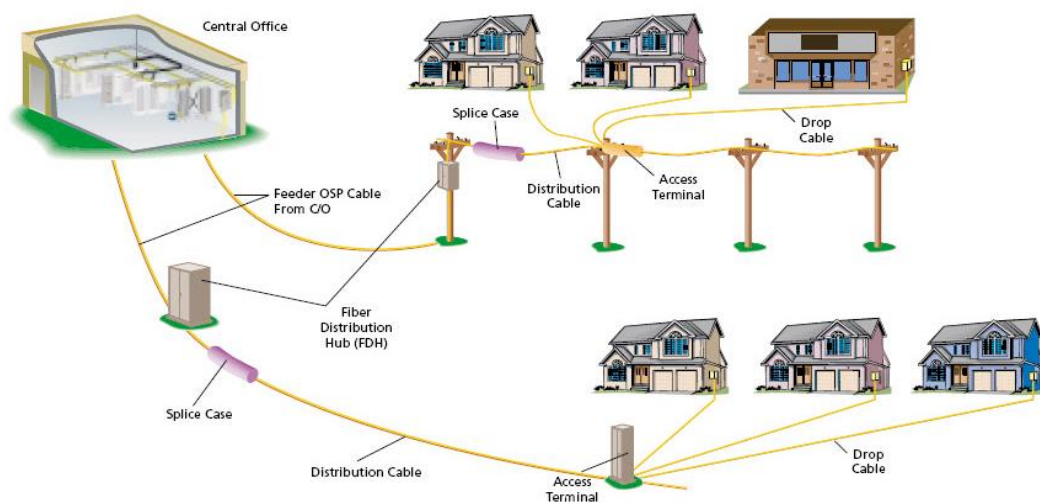 Central Office
Splice Case
Drop
Cable
Distribution
Cable
Access
Terminal
Feeder OSP Cable
From C/O
Fiber
Distribution
Hub (FDH)
Splice Case
Distribution Cable
Access
Terminal
Drop
Cable